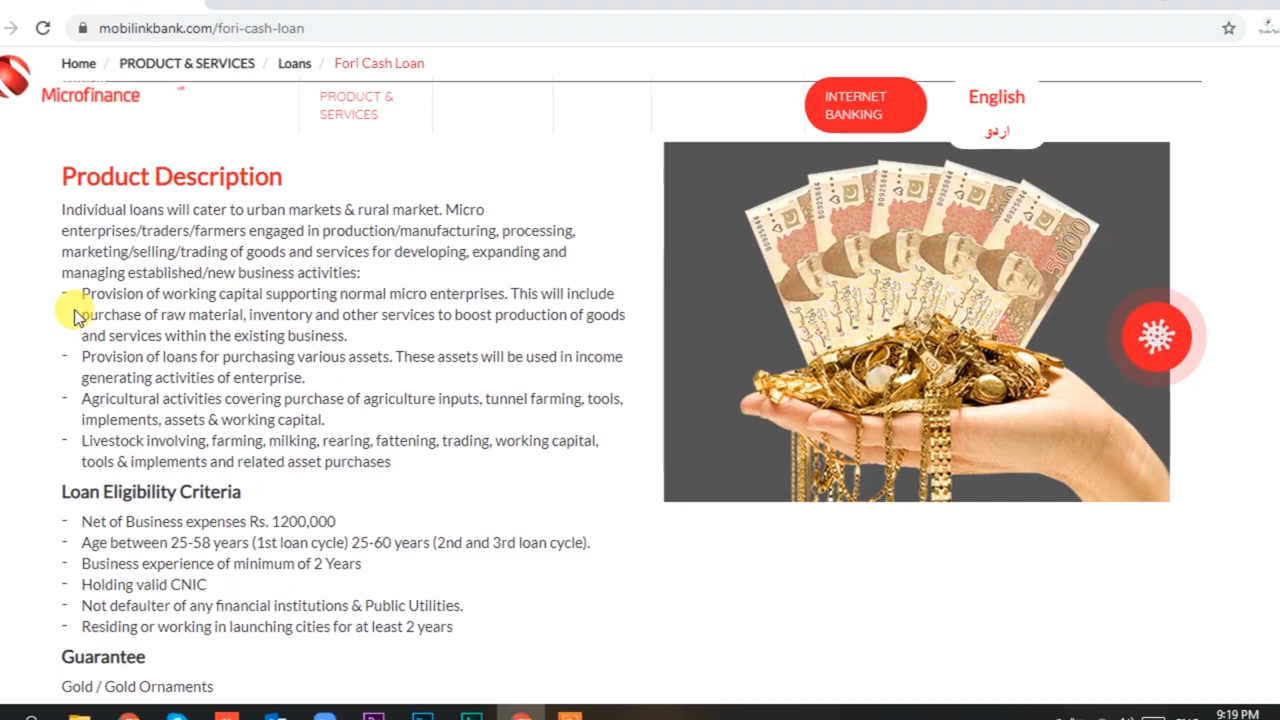 mobilinkbank.com/fori-cash-loan
Home / PRODUCT & SERVICES / Loans / Fori Cash Loan
Microfinance
PRODUCT &
SERVICES
INTERNET
BANKING
English
اردو
Product Description
Individual loans will cater to urban markets & rural market. Micro
enterprises/traders/farmers engaged in production/manufacturing, processing,
marketing/selling/trading of goods and services for developing, expanding and
managing established/new business activities:
- Provision of working capital supporting normal micro enterprises. This will include
purchase of raw material, inventory and other services to boost production of goods
and services within the existing business.
- Provision of loans for purchasing various assets. These assets will be used in income
generating activities of enterprise.
- Agricultural activities covering purchase of agriculture inputs, tunnel farming, tools,
implements, assets & working capital.
- Livestock involving, farming, milking, rearing, fattening, trading, working capital,
tools & implements and related asset purchases
Loan Eligibility Criteria
- Net of Business expenses Rs. 1200,000
- Age between 25-58 years (1st loan cycle) 25-60 years (2nd and 3rd loan cycle).
- Business experience of minimum of 2 Years
- Holding valid CNIC
- Not defaulter of any financial institutions & Public Utilities.
- Residing or working in launching cities for at least 2 years
Guarantee
Gold / Gold Ornaments
5000
9:19 PM